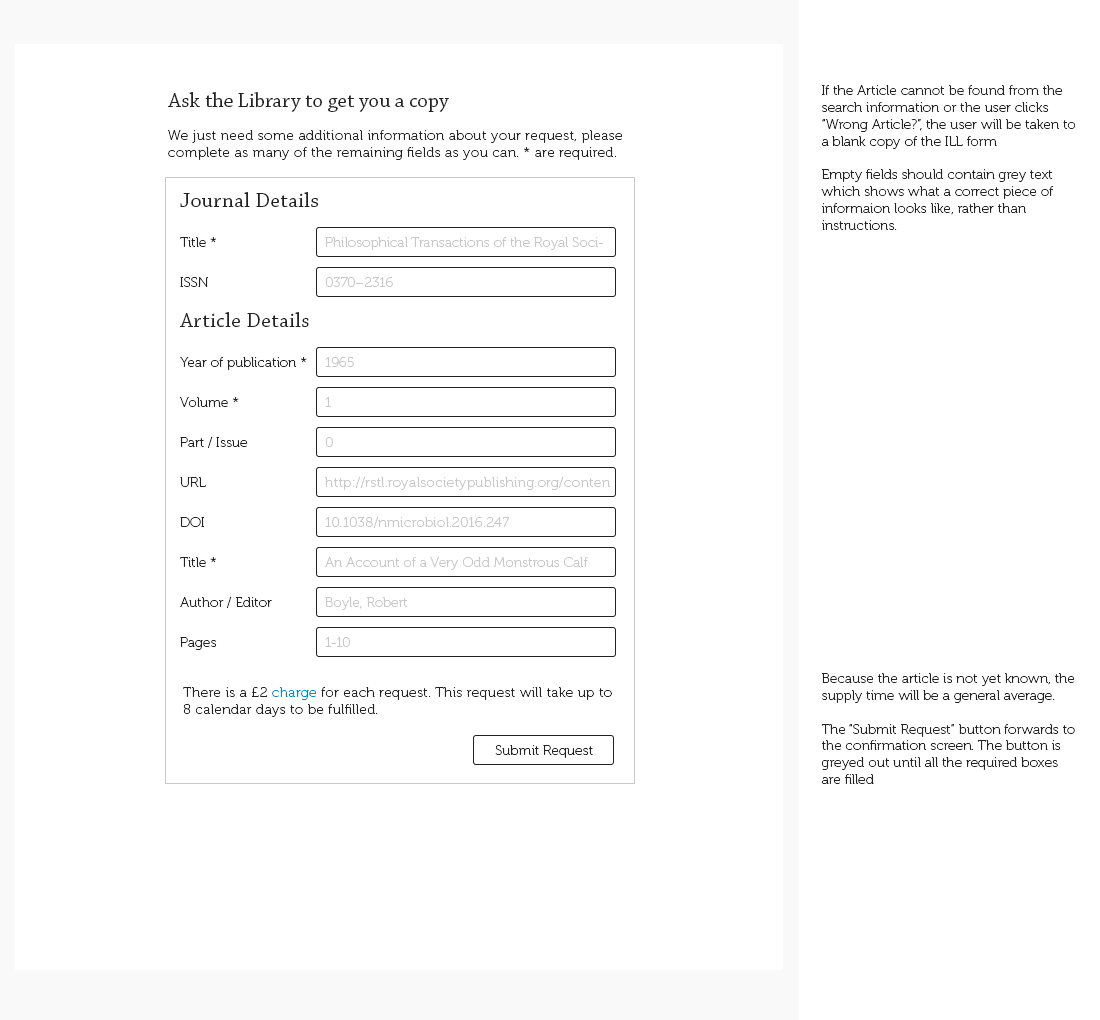 Ask the Library to get you a copy
We just need some additional information about your request, please
complete as many of the remaining fields as you can. * are required.
Journal Details
Title *
Philosophical Transactions of the Royal Soci-
ISSN
0370–2316
Article Details
Year of publication *
1965
Volume *
1
Part / Issue
0
URL
http://rstl.royalsocietypublishing.org/conten
DOI
10.1038/nmicrobiol.2016.247
Title *
An Account of a Very Odd Monstrous Calf
Author / Editor
Boyle, Robert
Pages
1-10
There is a £2 charge for each request. This request will take up to
8 calendar days to be fulfilled.
Submit Request
If the Article cannot be found from the
search information or the user clicks
"Wrong Article?", the user will be taken to
a blank copy of the ILL form
Empty fields should contain grey text
which shows what a correct piece of
informaion looks like, rather than
instructions.
Because the article is not yet known, the
supply time will be a general average.
The "Submit Request" button forwards to
the confirmation screen. The button is
greyed out until all the required boxes
are filled